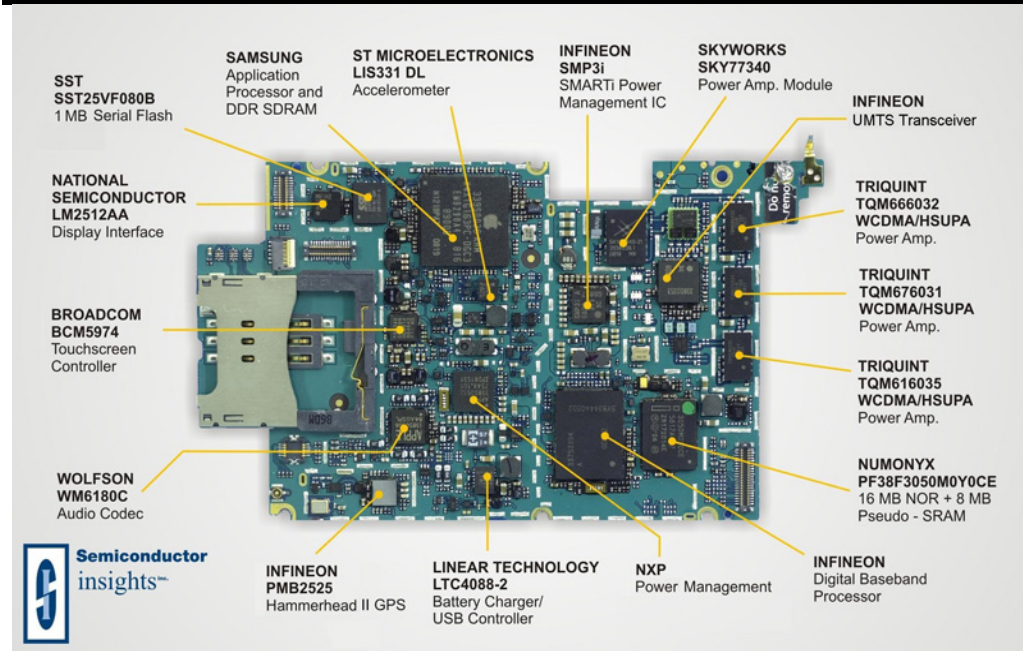 SST
SST25VF080B
1 MB Serial Flash
SAMSUNG
Application
Processor and
DDR SDRAM
ST MICROELECTRONICS
LIS331 DL
Accelerometer
INFINEON
SMP3i
SMARTi Power
Management IC
SKYWORKS
SKY77340
Power Amp. Module
INFINEON
UMTS Transceiver
NATIONAL
SEMICONDUCTOR
LM2512AA
Display Interface
Do not
remove
TRIQUINT
TQM666032
WCDMA/HSUPA
Power Amp.
BROADCOM
BCM5974
Touchscreen
Controller
TRIQUINT
TQM676031
WCDMA/HSUPA
Power Amp.
TRIQUINT
TQM616035
WCDMA/HSUPA
Power Amp.
WOLFSON
WM6180C
Audio Codec
NUMONYX
PF38F3050M0Y0CE
16 MB NOR + 8 MB
Pseudo - SRAM
Semiconductor
insights
INFINEON
PMB2525
Hammerhead II GPS
LINEAR TECHNOLOGY
LTC4088-2
Battery Charger/
USB Controller
NXP
Power Management
INFINEON
Digital Baseband
Processor